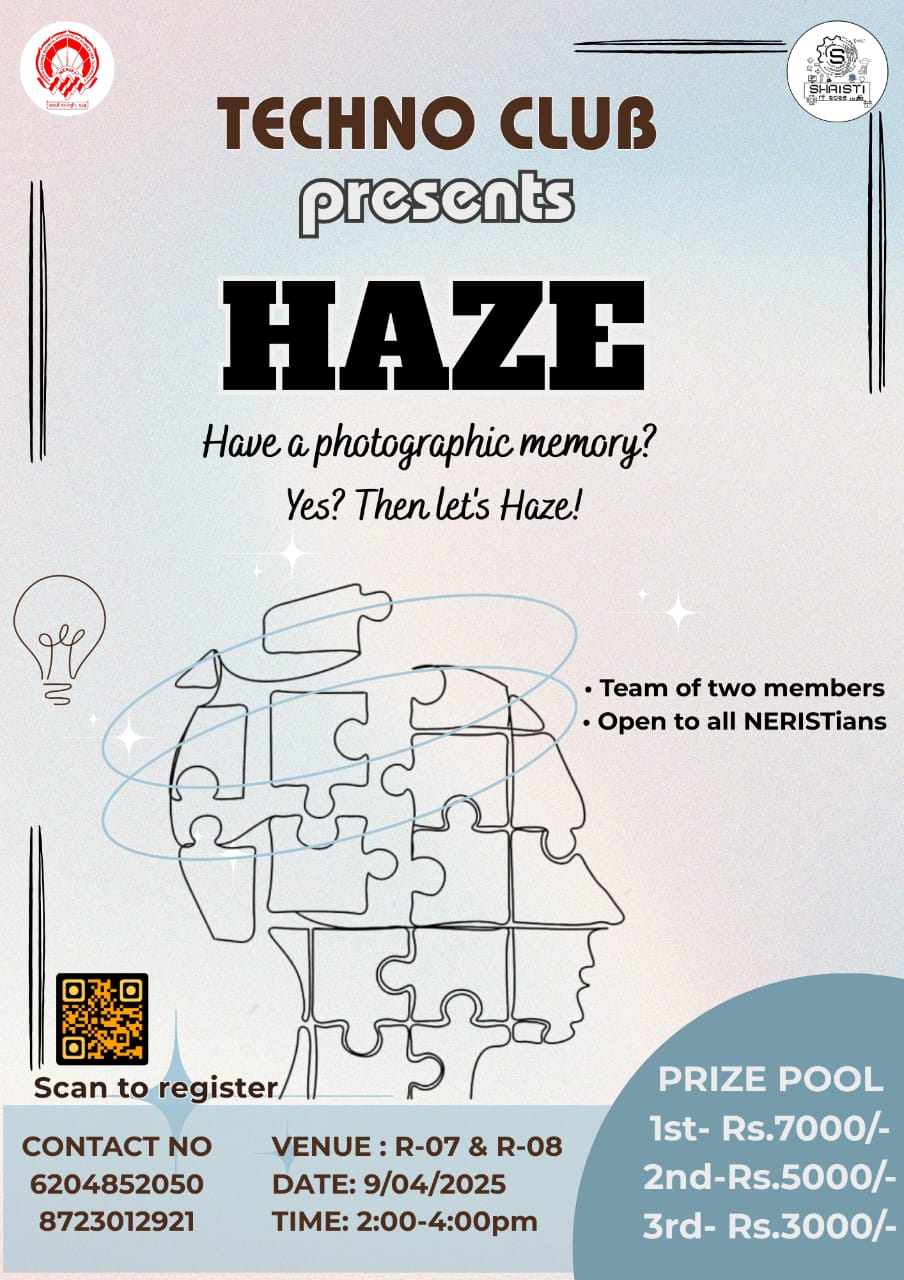 SHRISTI
TECHNO CLUB
presents
HAZE
Have a photographic memory?
Yes? Then let's Haze!
• Team of two members
• Open to all NERISTians
Scan to register
CONTACT NO
6204852050
8723012921
VENUE : R-07 & R-08
DATE: 9/04/2025
TIME: 2:00-4:00pm
PRIZE POOL
1st- Rs.7000/-
2nd-Rs.5000/-
3rd- Rs.3000/-